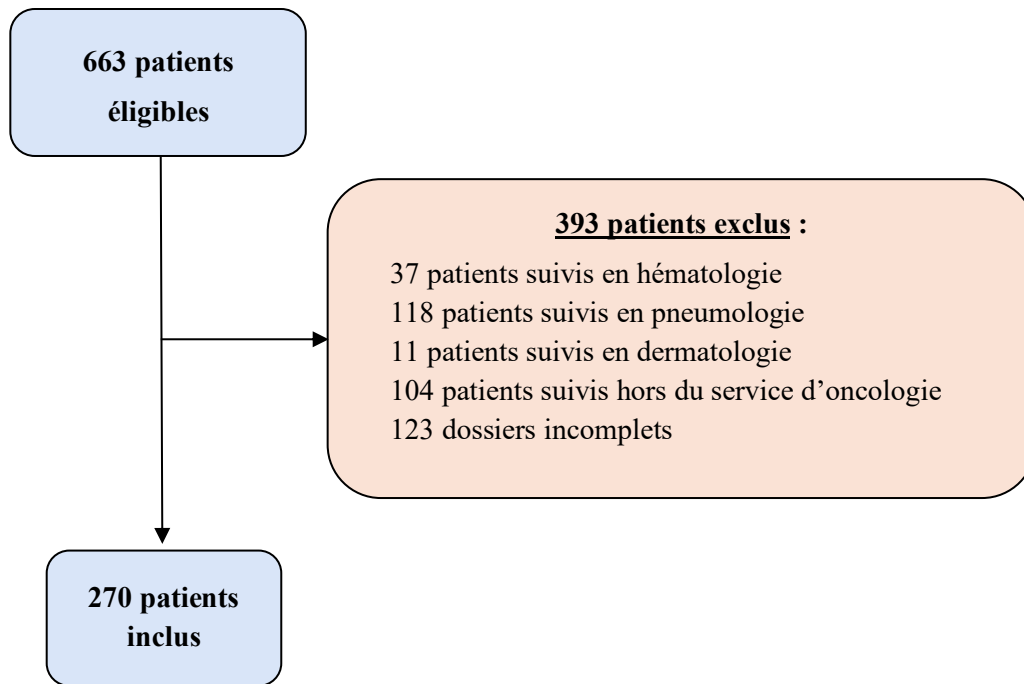 663 patients
éligibles
393 patients exclus :
37 patients suivis en hématologie
118 patients suivis en pneumologie
11 patients suivis en dermatologie
104 patients suivis hors du service d’oncologie
123 dossiers incomplets
270 patients
inclus